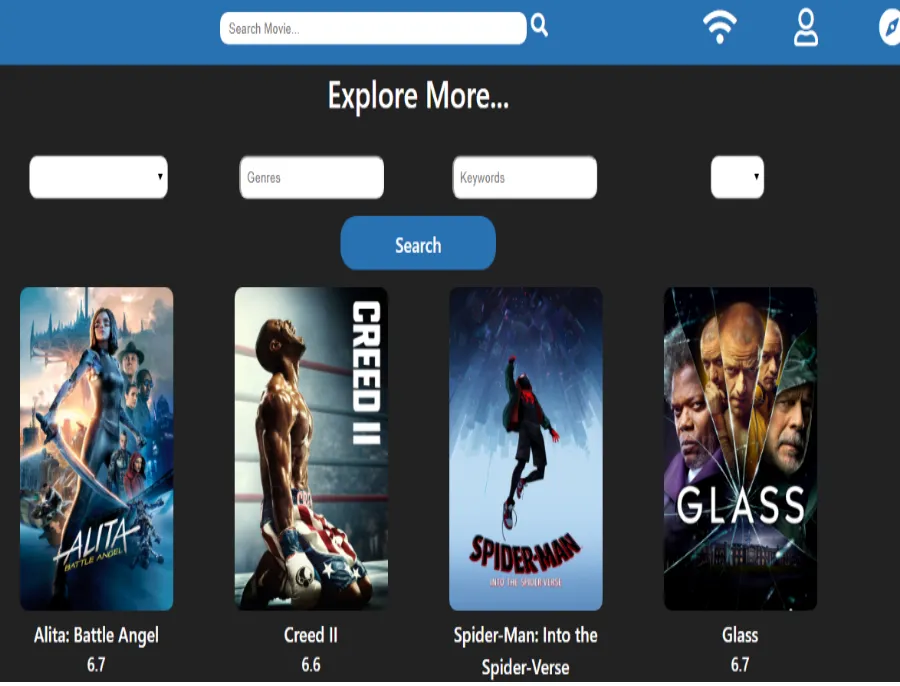 Search Movie...
Explore More...
Genres
Keywords
Search
ALITA
BATTLE ANGEL
CREED II
CREED
SPIDER-MAN
INTO THE SPIDER-VERSE
GLASS
Alita: Battle Angel
6.7
Creed II
6.6
Spider-Man: Into the
Spider-Verse
Glass
6.7